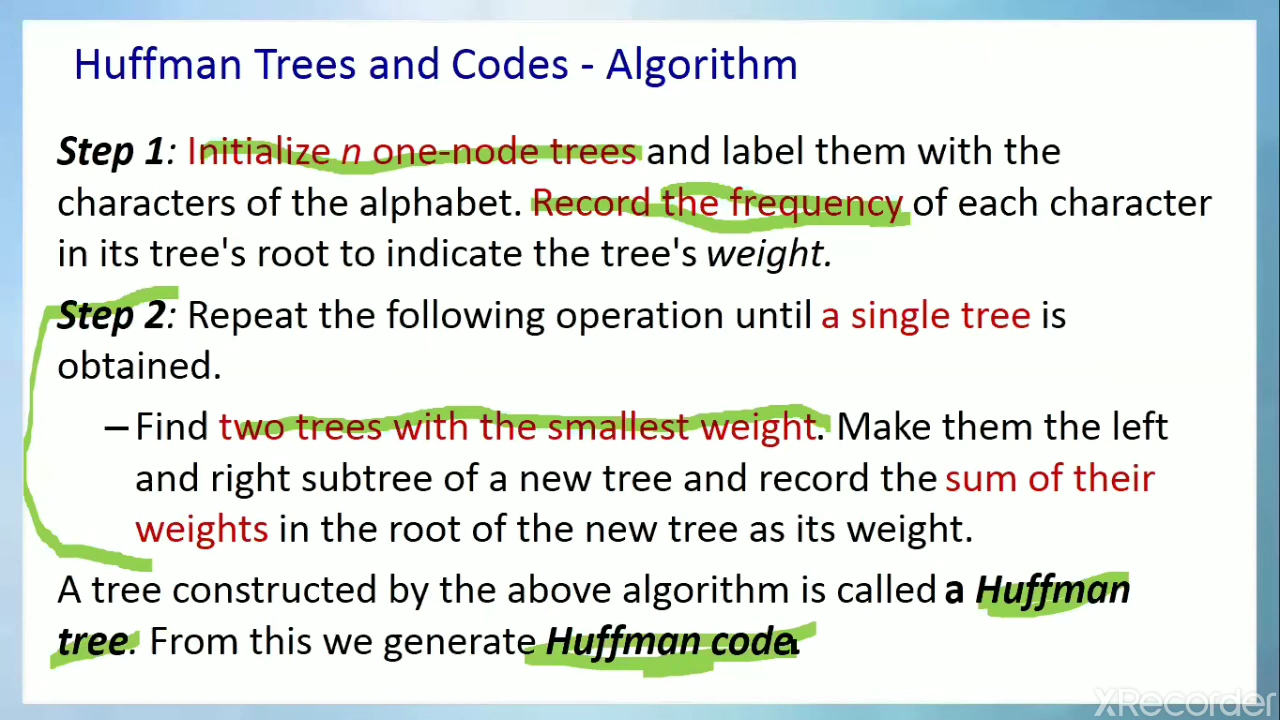 Huffman Trees and Codes - Algorithm
Step 1: Initialize n one-node trees and label them with the
characters of the alphabet. Record the frequency of each character
in its tree's root to indicate the tree's weight.
Step 2: Repeat the following operation until a single tree is
obtained.
–Find two trees with the smallest weight. Make them the left
and right subtree of a new tree and record the sum of their
weights in the root of the new tree as its weight.
A tree constructed by the above algorithm is called a Huffman
tree. From this we generate Huffman code.
XRecorder